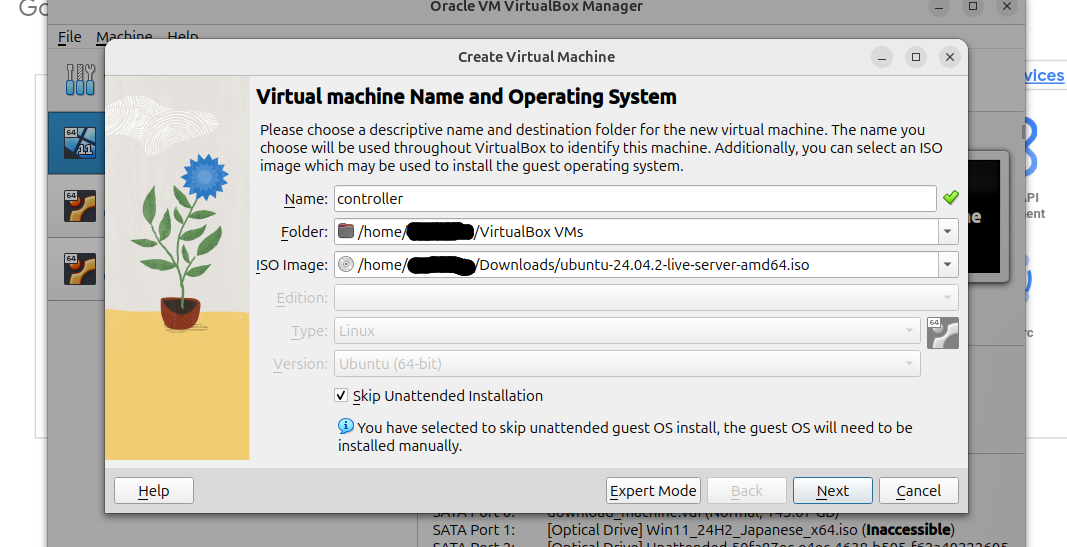 Oracle VM VirtualBox Manager
File Machine Help
Create Virtual Machine
Virtual machine Name and Operating System
Please choose a descriptive name and destination folder for the new virtual machine. The name you
choose will be used throughout VirtualBox to identify this machine. Additionally, you can select an ISO
image which may be used to install the guest operating system.
Name: controller
Folder: /home/ /VirtualBox VMs
ISO Image: /home/ /Downloads/ubuntu-24.04.2-live-server-amd64.iso
Edition:
Type: Linux
64
Version: Ubuntu (64-bit)
Skip Unattended Installation
You have selected to skip unattended guest OS install, the guest OS will need to be
installed manually.
Help
Expert Mode
Back
Next
Cancel
64
11
64
64
SATA Port 1: [Optical Drive] Win11_24H2_Japanese_x64.iso (Inaccessible)